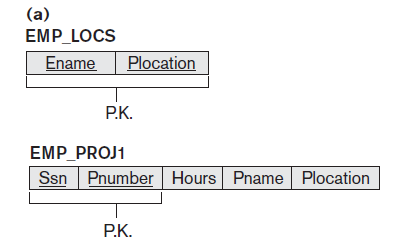 (a)
EMP_LOCS
Ename Plocation
P.K.
EMP_PROJ1
Ssn Pnumber Hours Pname Plocation
P.K.